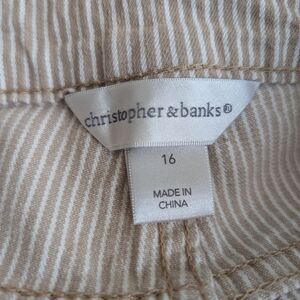 christopher & banks®
16
MADE IN
CHINA